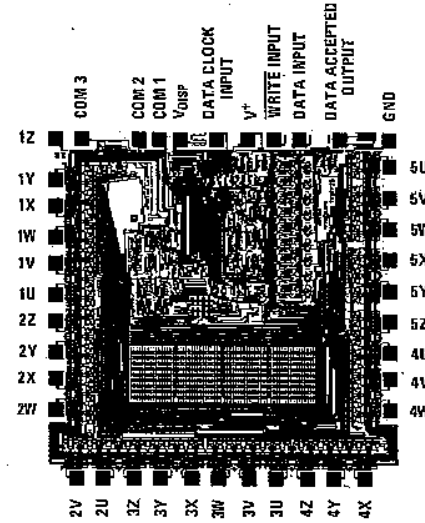 COM 3
COM 2
COM 1
VDISP
DATA CLOCK
INPUT
V+
WRITE INPUT
DATA INPUT
DATA ACCEPTED
OUTPUT
GND
1Z
1Y
1X
1W
1V
1U
2Z
2Y
2X
2W
5U
5V
5W
5X
5Y
5Z
4U
4V
4W
2V
2U
3Z
3Y
3X
3W
3V
3U
4Z
4Y
4X